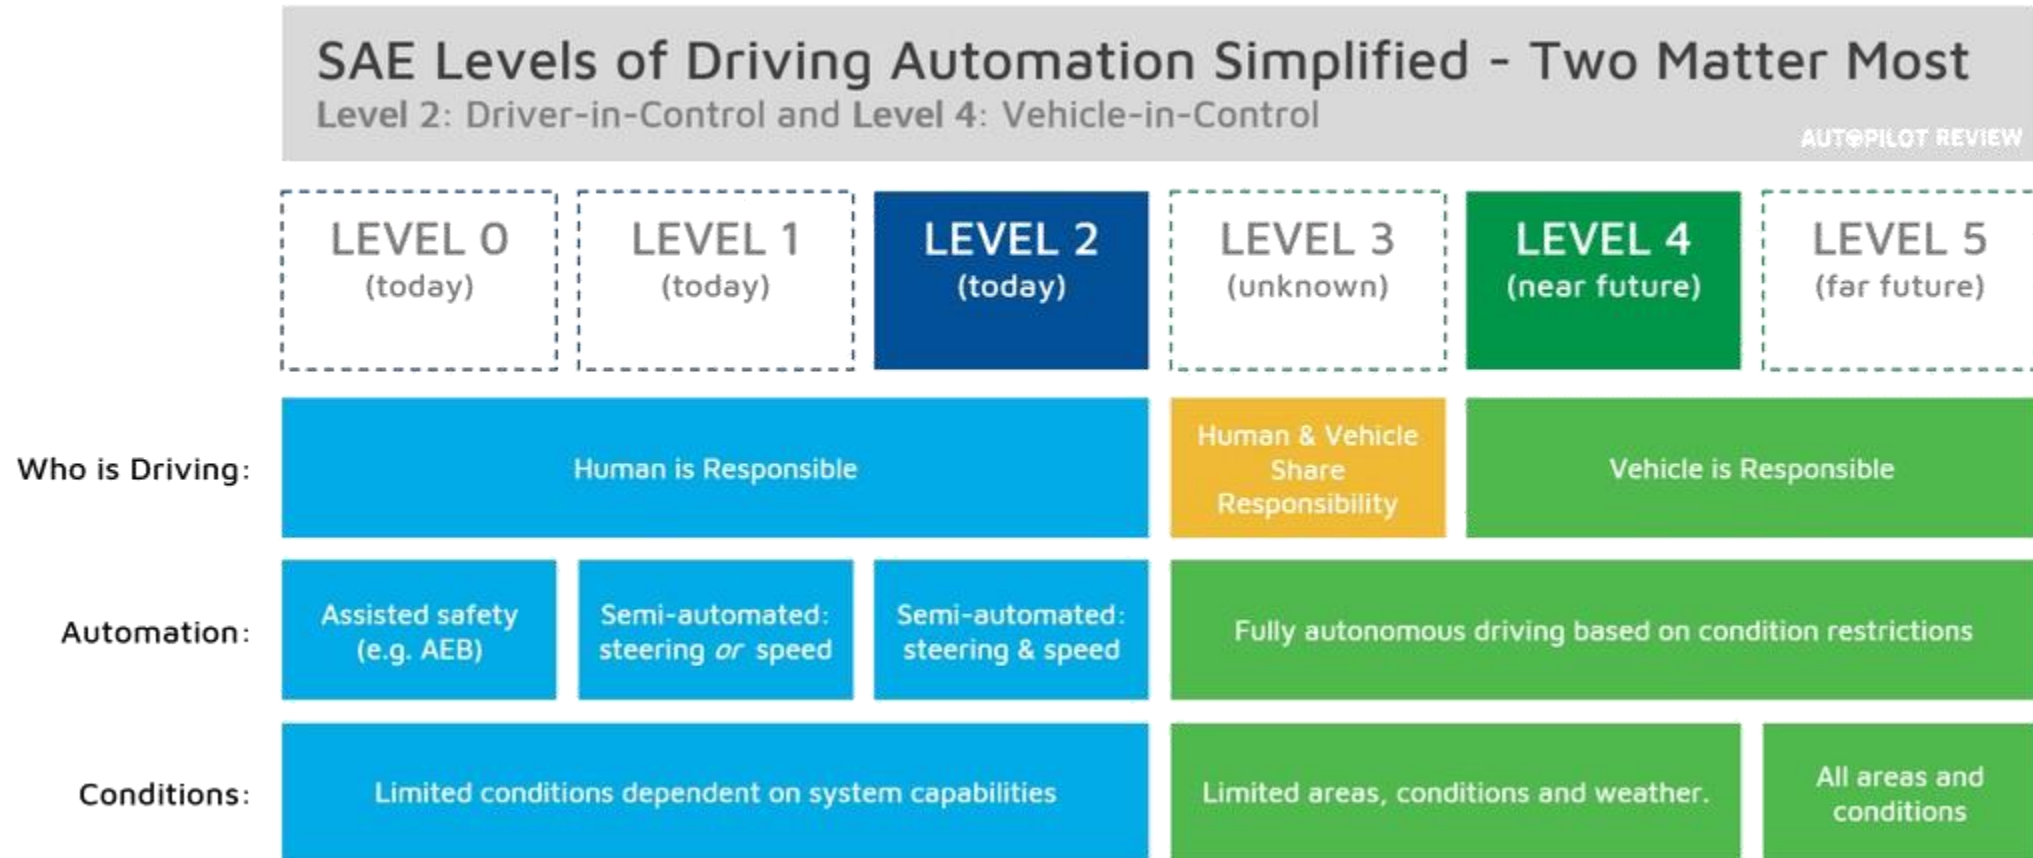 SAE Levels of Driving Automation Simplified - Two Matter Most
Level 2: Driver-in-Control and Level 4: Vehicle-in-Control
AUTOPILOT REVIEW
LEVEL 0
(today)
LEVEL 1
(today)
LEVEL 2
(today)
LEVEL 3
(unknown)
LEVEL 4
(near future)
LEVEL 5
(far future)
Who is Driving:
Human is Responsible
Human & Vehicle
Share
Responsibility
Vehicle is Responsible
Automation:
Assisted safety
(e.g. AEB)
Semi-automated:
steering or speed
Semi-automated:
steering & speed
Fully autonomous driving based on condition restrictions
Conditions:
Limited conditions dependent on system capabilities
Limited areas, conditions and weather.
All areas and
conditions